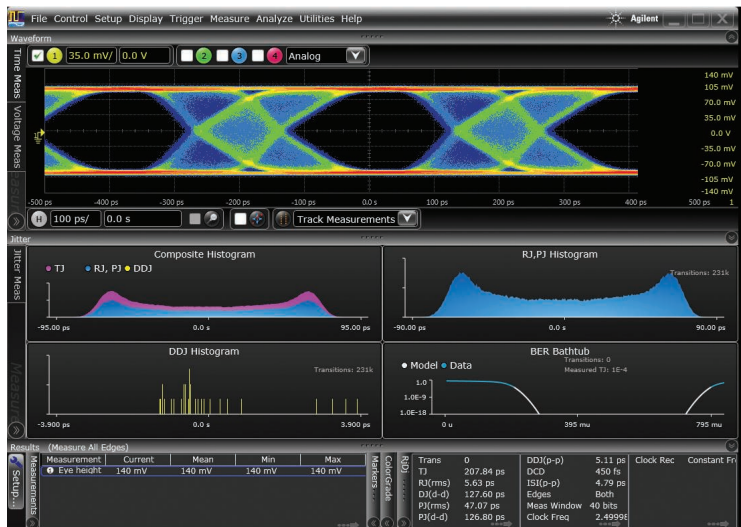 File Control Setup Display Trigger Measure Analyze Utilities Help
Agilent
Waveform
Time Meas
Voltage Meas
1 35.0 mV/ 0.0 V 2 3 4 Analog
140 mV
105 mV
70.0 mV
35.0 mV
0.0 V
-35.0 mV
-70.0 mV
-105 mV
-140 mV
-500 ps -400 ps -300 ps -200 ps -100 ps 0.0 s 100 ps 200 ps 300 ps 400 ps 500 ps 1
H 100 ps/ 0.0 s Track Measurements
Jitter
Jitter Meas
Composite Histogram
TJ RJ, PJ DDJ
-95.00 ps 0.0 s 95.00 ps
RJ,PJ Histogram
Transitions: 231k
-90.00 ps 0.0 s 90.00 ps
DDJ Histogram
Transitions: 231k
-3.900 ps 0.0 s 3.900 ps
BER Bathtub
Transitions: 0
Model Data
Measured TJ: 1E-4
1.0
1.0E-9
1.0E-18
0 u 395 mu 795 mu
Results (Measure All Edges)
Setup...
Measurements
Measurement Current Mean Min Max
Eye height 140 mV 140 mV 140 mV 140 mV
Markers ...
ColorGrade
RJDJ
Trans 0
TJ 207.84 ps
RJ(rms) 5.63 ps
DJ(d-d) 127.60 ps
PJ(rms) 47.07 ps
PJ(d-d) 126.80 ps
DDJ(p-p) 5.11 ps
DCD 450 fs
ISI(p-p) 4.79 ps
Edges Both
Meas Window 40 bits
Clock Freq 2.4999E
Clock Rec Constant Fr